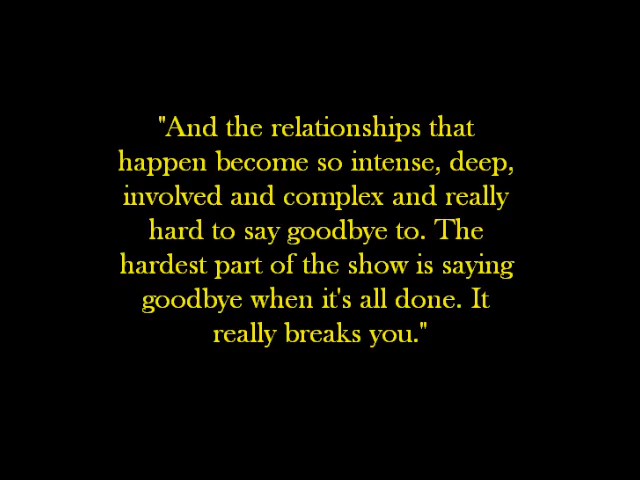 "And the relationships that
happen become so intense, deep,
involved and complex and really
hard to say goodbye to. The
hardest part of the show is saying
goodbye when it's all done. It
really breaks you."